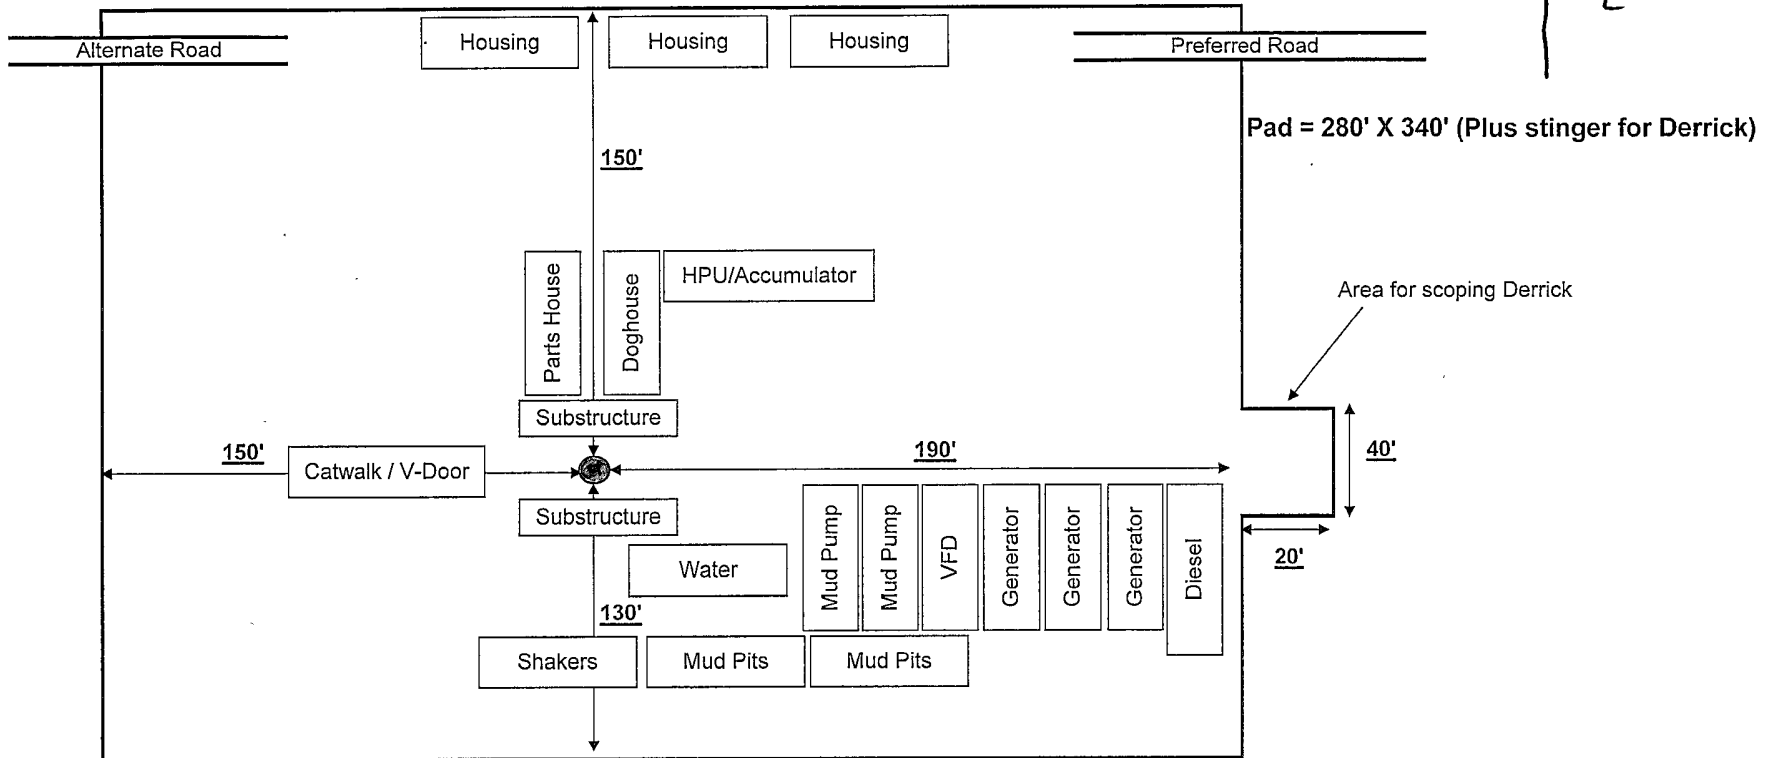 Alternate Road
Housing
Housing
Housing
Preferred Road
Pad = 280' X 340' (Plus stinger for Derrick)
150'
Parts House
Doghouse
HPU/Accumulator
Area for scoping Derrick
Substructure
150'
Catwalk / V-Door
190'
40'
Substructure
Water
Mud Pump
Mud Pump
VFD
Generator
Generator
Generator
Diesel
20'
130'
Shakers
Mud Pits
Mud Pits